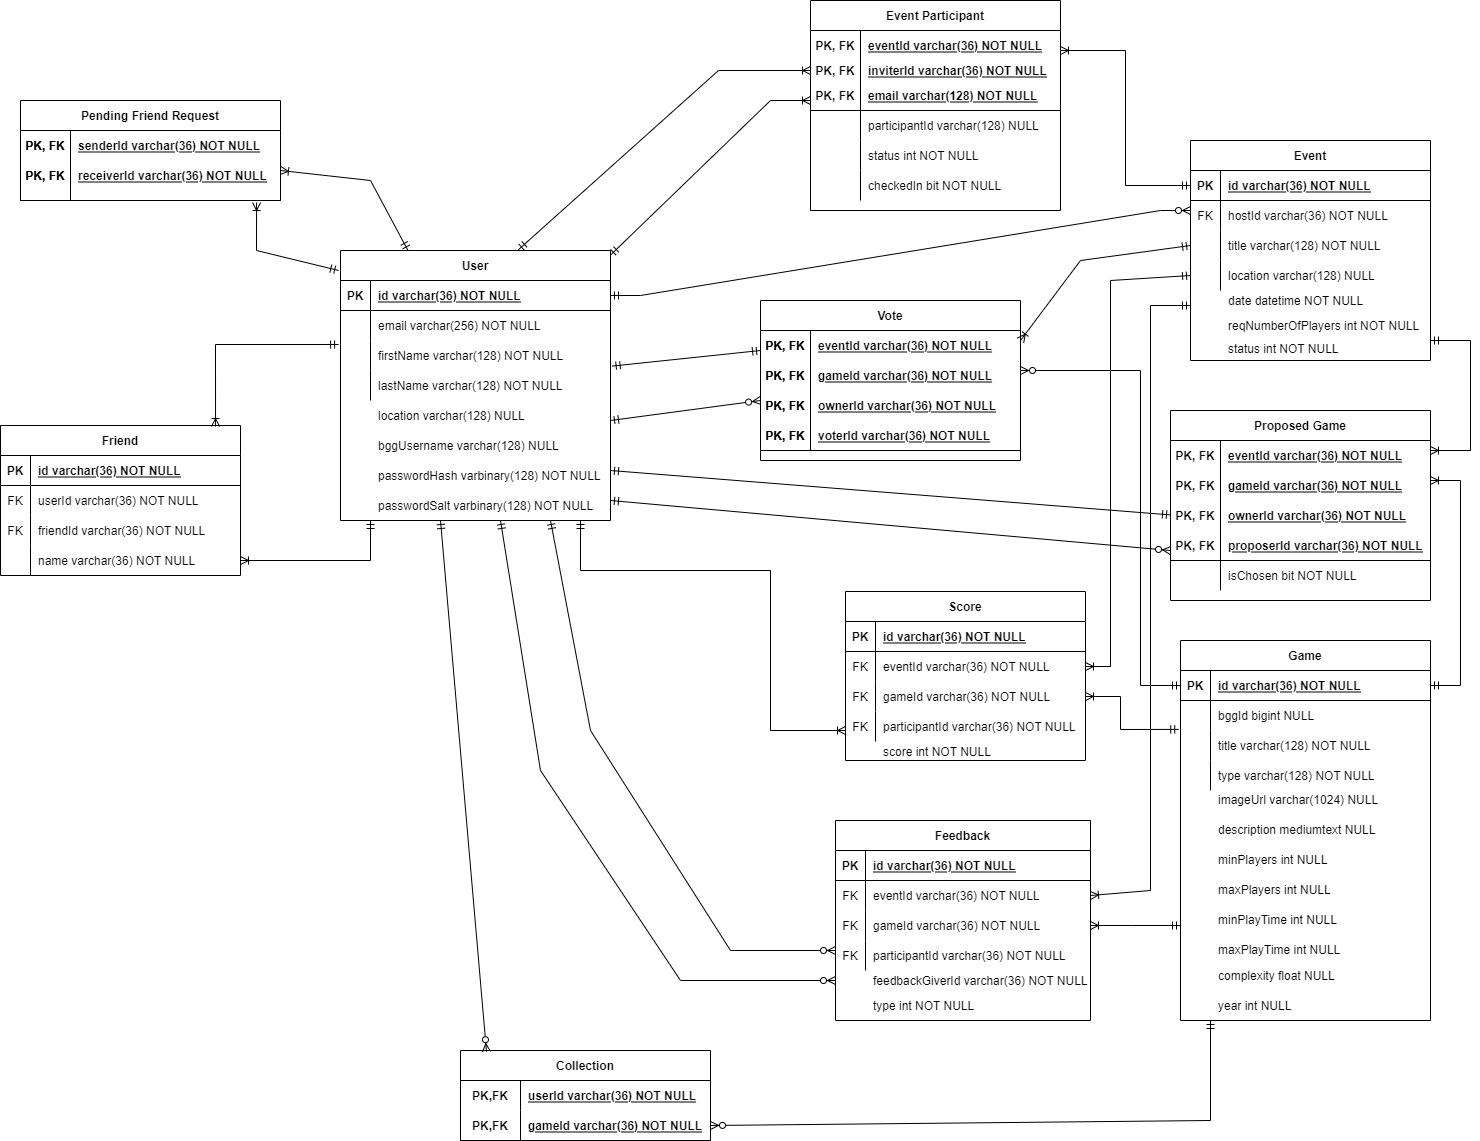 Event Participant
PK, FK eventId varchar(36) NOT NULL
PK, FK inviterId varchar(36) NOT NULL
PK, FK email varchar(128) NOT NULL
participantId varchar(128) NULL
status int NOT NULL
checkedIn bit NOT NULL
Pending Friend Request
PK, FK senderId varchar(36) NOT NULL
PK, FK receiverId varchar(36) NOT NULL
Event
PK id varchar(36) NOT NULL
FK hostId varchar(36) NOT NULL
title varchar(128) NOT NULL
location varchar(128) NULL
date datetime NOT NULL
reqNumberOfPlayers int NOT NULL
status int NOT NULL
User
PK id varchar(36) NOT NULL
email varchar(256) NOT NULL
firstName varchar(128) NOT NULL
lastName varchar(128) NOT NULL
location varchar(128) NULL
bggUsername varchar(128) NULL
passwordHash varbinary(128) NOT NULL
passwordSalt varbinary(128) NOT NULL
Vote
PK, FK eventId varchar(36) NOT NULL
PK, FK gameId varchar(36) NOT NULL
PK, FK ownerId varchar(36) NOT NULL
PK, FK voterId varchar(36) NOT NULL
Friend
PK id varchar(36) NOT NULL
FK userId varchar(36) NOT NULL
FK friendId varchar(36) NOT NULL
name varchar(36) NOT NULL
Proposed Game
PK, FK eventId varchar(36) NOT NULL
PK, FK gameId varchar(36) NOT NULL
PK, FK ownerId varchar(36) NOT NULL
PK, FK proposerId varchar(36) NOT NULL
isChosen bit NOT NULL
Score
PK id varchar(36) NOT NULL
FK eventId varchar(36) NOT NULL
FK gameId varchar(36) NOT NULL
FK participantId varchar(36) NOT NULL
score int NOT NULL
Game
PK id varchar(36) NOT NULL
bggId bigint NULL
title varchar(128) NOT NULL
type varchar(128) NOT NULL
imageUrl varchar(1024) NULL
description mediumtext NULL
minPlayers int NULL
maxPlayers int NULL
minPlayTime int NULL
maxPlayTime int NULL
complexity float NULL
year int NULL
Feedback
PK id varchar(36) NOT NULL
FK eventId varchar(36) NOT NULL
FK gameId varchar(36) NOT NULL
FK participantId varchar(36) NOT NULL
feedbackGiverId varchar(36) NOT NULL
type int NOT NULL
Collection
PK,FK userId varchar(36) NOT NULL
PK,FK gameId varchar(36) NOT NULL